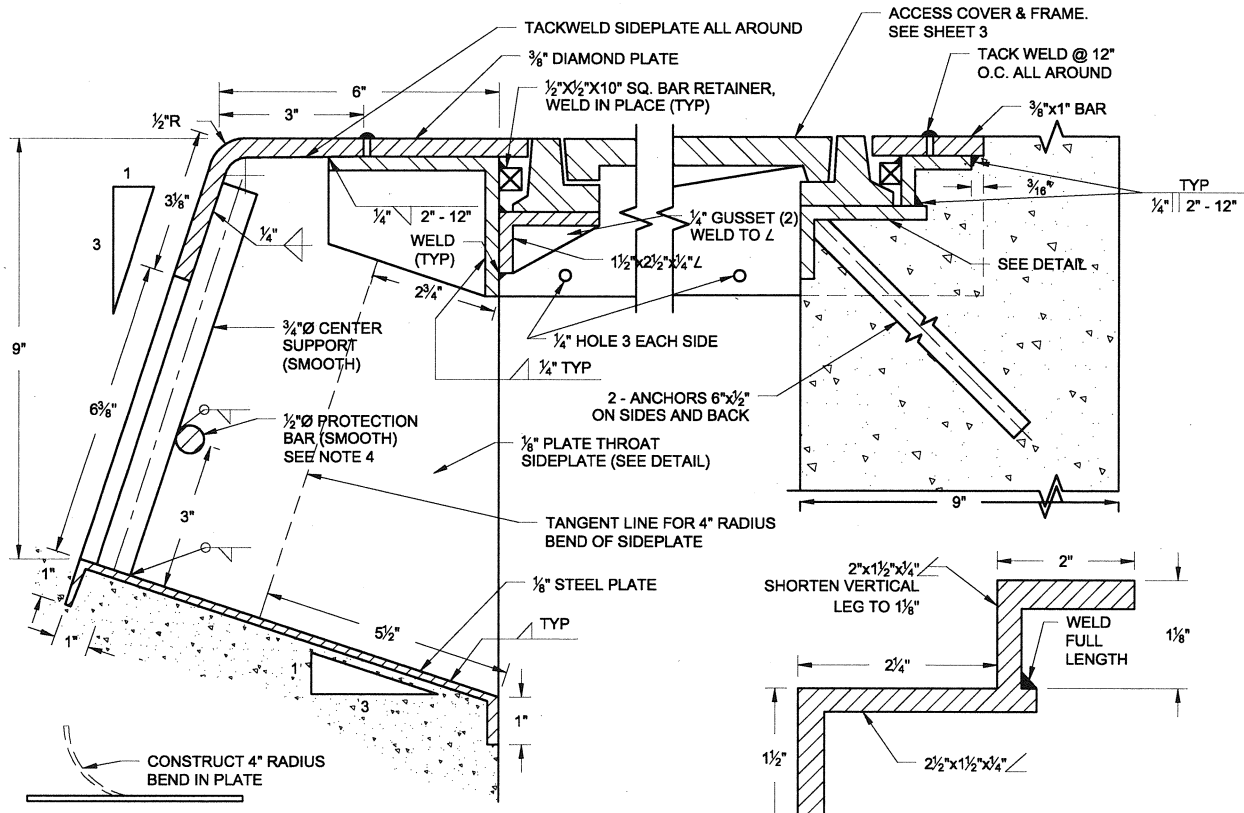 TACKWELD SIDEPLATE ALL AROUND
⅜" DIAMOND PLATE
6"
3"
½"X½"X10" SQ. BAR RETAINER,
WELD IN PLACE (TYP)
ACCESS COVER & FRAME.
SEE SHEET 3
TACK WELD @ 12"
O.C. ALL AROUND
⅜"x1" BAR
½"R
1
3
3⅛"
¼"
¼"
2" - 12"
WELD
(TYP)
2¾"
¼" GUSSET (2)
WELD TO ∠
1½"x2½"x¼"∠
3⁄16"
TYP
¼"
2" - 12"
SEE DETAIL
9"
¾"Ø CENTER
SUPPORT
(SMOOTH)
¼" HOLE 3 EACH SIDE
¼" TYP
2 - ANCHORS 6"x½"
ON SIDES AND BACK
6⅜"
½"Ø PROTECTION
BAR (SMOOTH)
SEE NOTE 4
⅛" PLATE THROAT
SIDEPLATE (SEE DETAIL)
3"
9"
TANGENT LINE FOR 4" RADIUS
BEND OF SIDEPLATE
1"
1"
⅛" STEEL PLATE
5½"
TYP
1
3
1"
CONSTRUCT 4" RADIUS
BEND IN PLATE
2"x1½"x¼"∠
SHORTEN VERTICAL
LEG TO 1⅛"
2"
WELD
FULL
LENGTH
1⅛"
2¼"
1½"
2½"x1½"x¼"∠